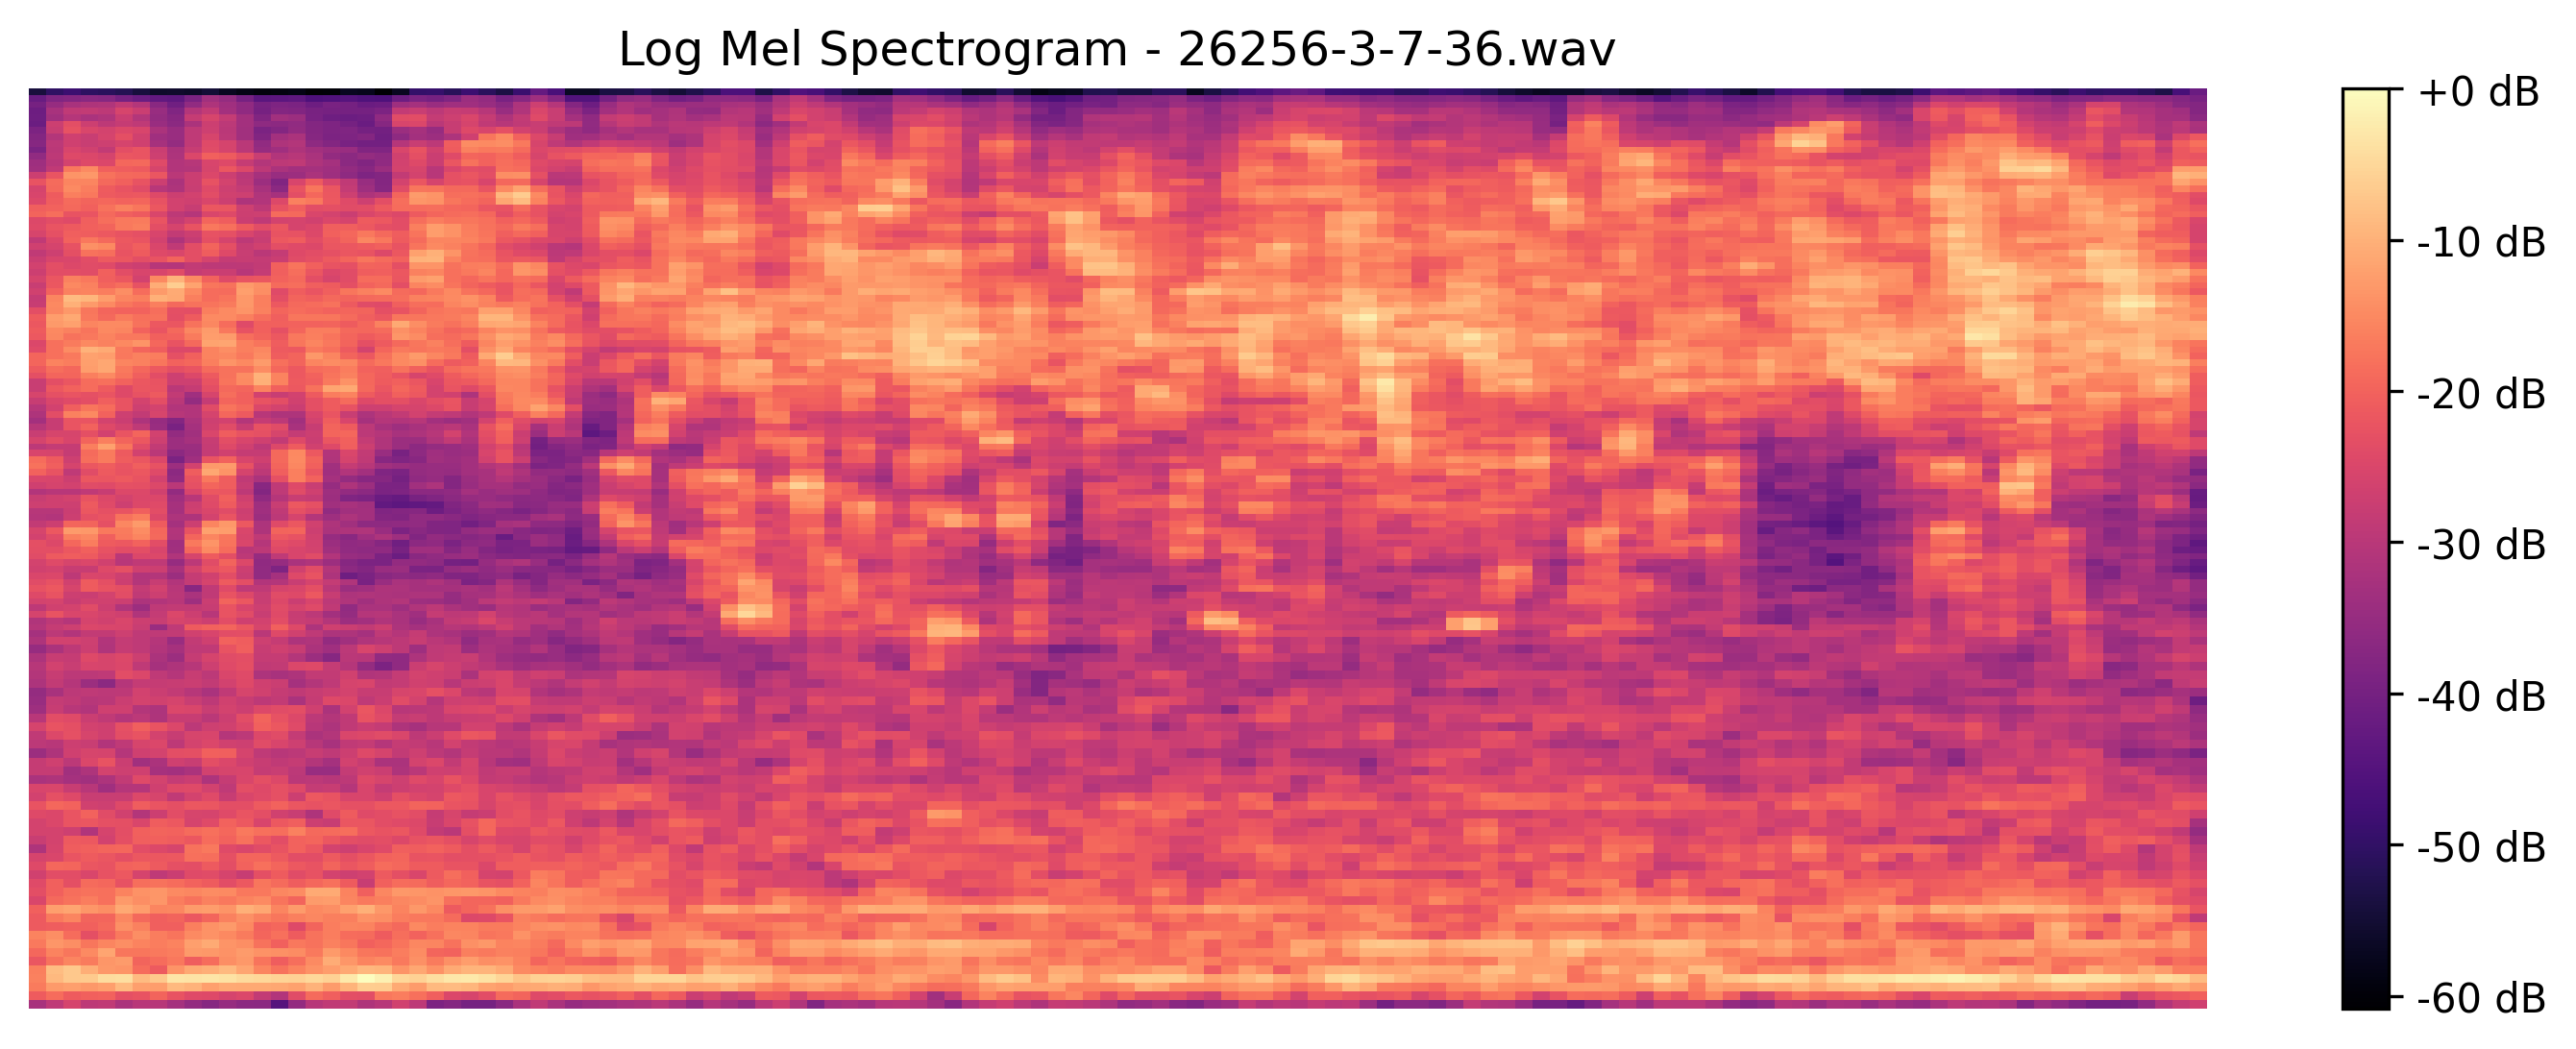 Log Mel Spectrogram - 26256-3-7-36.wav
+0 dB
-10 dB
-20 dB
-30 dB
-40 dB
-50 dB
-60 dB